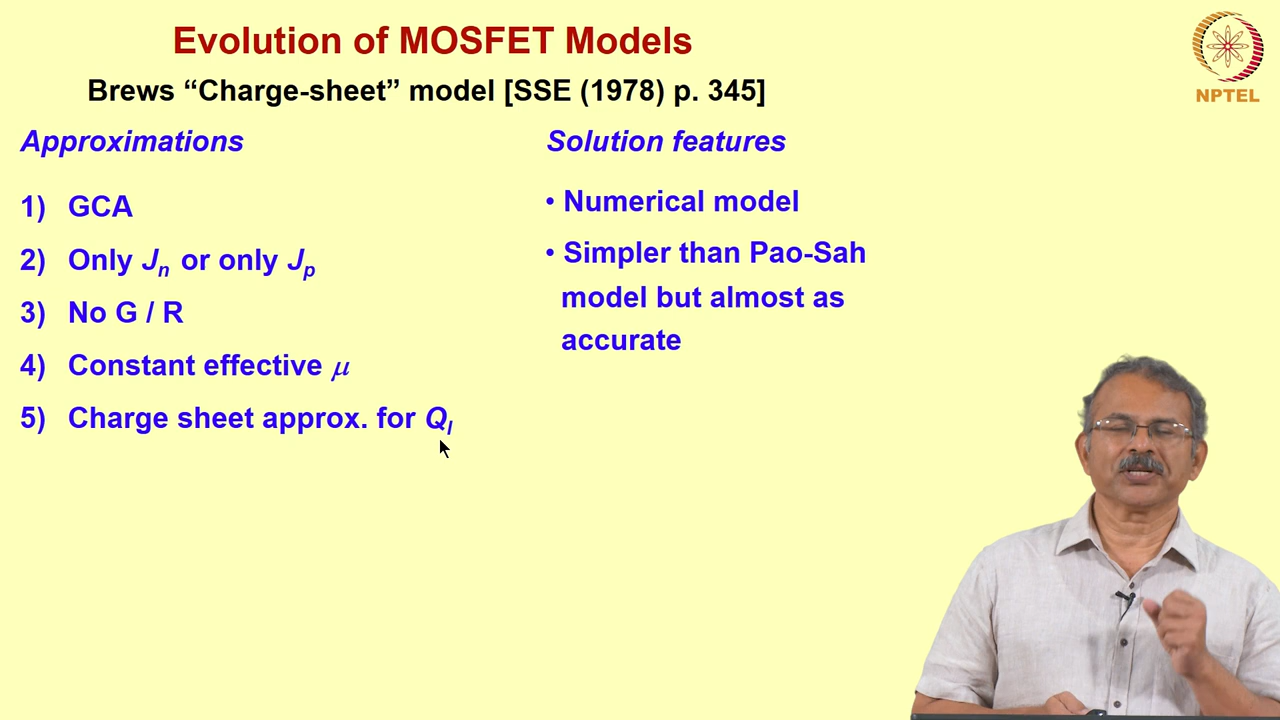 Evolution of MOSFET Models
Brews “Charge-sheet” model [SSE (1978) p. 345]
NPTEL
Approximations
1) GCA
2) Only Jn or only Jp
3) No G / R
4) Constant effective μ
5) Charge sheet approx. for QI
Solution features
• Numerical model
• Simpler than Pao-Sah
model but almost as
accurate